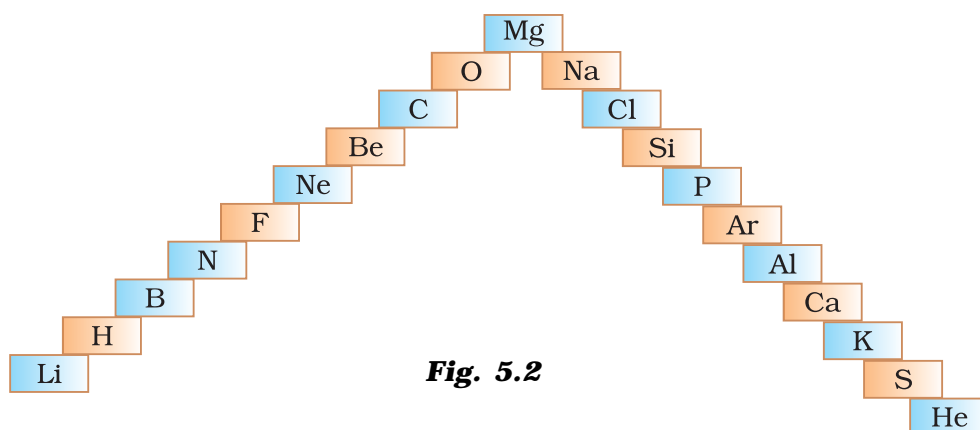 Mg
O Na
C Cl
Be Si
Ne P
F Ar
N Al
B Ca
H K
Li Fig. 5.2 S
He